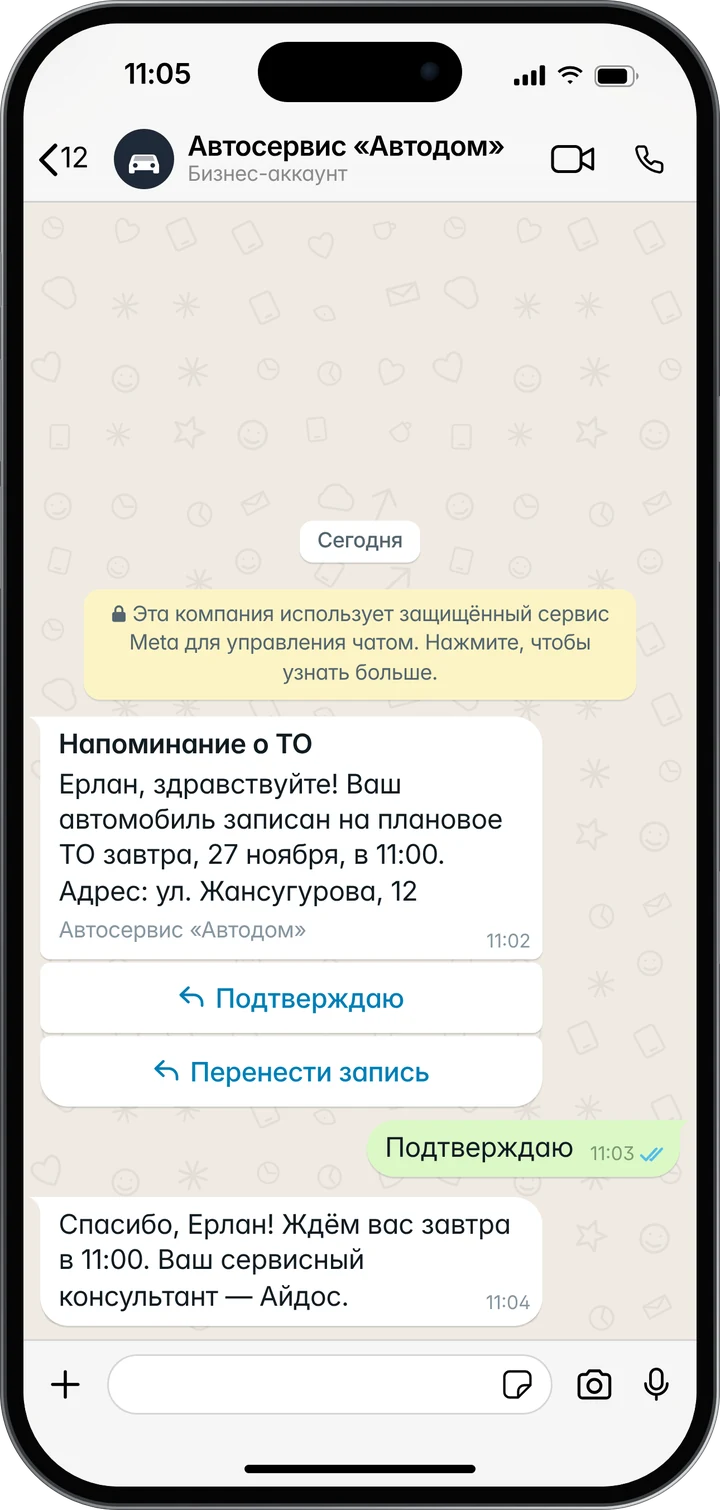 11:05
12
Автосервис «Автодом»
Бизнес-аккаунт
Сегодня
Эта компания использует защищённый сервис
Meta для управления чатом. Нажмите, чтобы
узнать больше.
Напоминание о ТО
Ерлан, здравствуйте! Ваш
автомобиль записан на плановое
ТО завтра, 27 ноября, в 11:00.
Адрес: ул. Жансугурова, 12
Автосервис «Автодом»
11:02
Подтверждаю
Перенести запись
Подтверждаю 11:03
Спасибо, Ерлан! Ждём вас завтра
в 11:00. Ваш сервисный
консультант — Айдос.
11:04